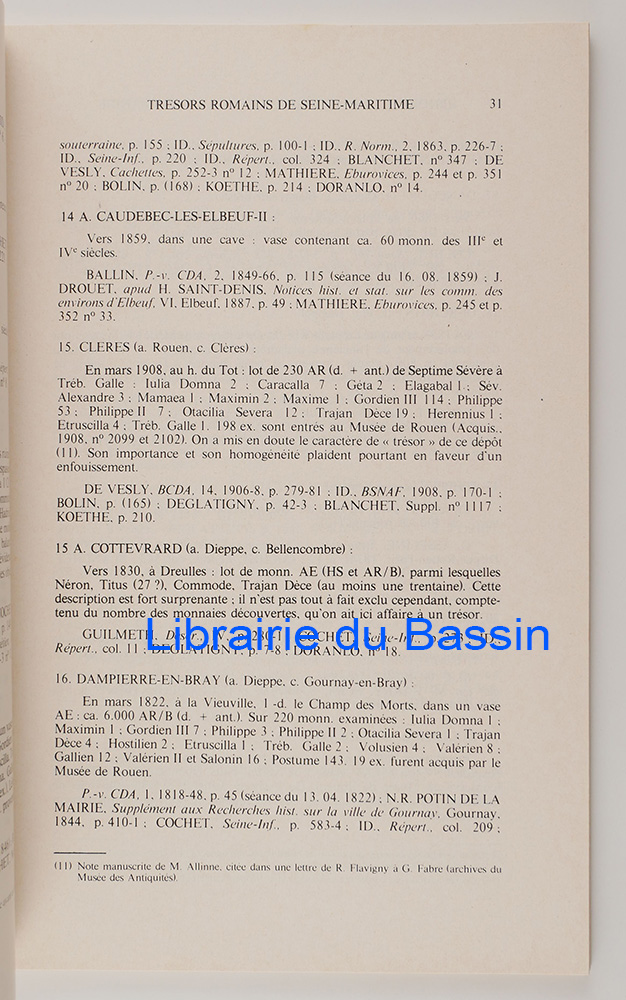 TRESORS ROMAINS DE SEINE-MARITIME 31
souterraine, p. 155 ; ID., Sépultures, p. 100-1 ; ID., R. Norm., 2, 1863, p. 226-7 ;
ID., Seine-Inf., p. 220 ; ID., Répert., col. 324 ; BLANCHET, n° 347 ; DE
VESLY, Cachettes, p. 252-3 n° 12 ; MATHIERE, Eburovices, p. 244 et p. 351
n° 20 ; BOLIN, p. (168) ; KOETHE, p. 214 ; DORANLO, n° 14.
14 A. CAUDEBEC-LES-ELBEUF-II :
Vers 1859, dans une cave : vase contenant ca. 60 monn. des IIIe et
IVe siècles.
BALLIN, P.-v. CDA, 2, 1849-66, p. 115 (séance du 16. 08. 1859) ; J.
DROUET, apud H. SAINT-DENIS, Notices hist. et stat. sur les comm. des
environs d'Elbeuf, VI, Elbeuf, 1887, p. 49 ; MATHIERE, Eburovices, p. 245 et p.
352 n° 33.
15. CLERES (a. Rouen, c. Clères) :
En mars 1908, au h. du Tot : lot de 230 AR (d. + ant.) de Septime Sévère à
Tréb. Galle : Iulia Domna 2 ; Caracalla 7 ; Géta 2 ; Elagabal 1 ; Sév.
Alexandre 3 ; Mamaea 1 ; Maximin 2 ; Maxime 1 ; Gordien III 114 ; Philippe
53 ; Philippe II 7 ; Otacilia Severa 12 ; Trajan Dèce 19 ; Herennius 1 ;
Etruscilla 4 ; Tréb. Galle 1. 198 ex. sont entrés au Musée de Rouen (Acquis.,
1908, n° 2099 et 2102). On a mis en doute le caractère de « trésor » de ce dépôt
(11). Son importance et son homogénéité plaident pourtant en faveur d'un
enfouissement.
DE VESLY, BCDA, 14, 1906-8, p. 279-81 ; ID., BSNAF, 1908, p. 170-1 ;
BOLIN, p. (165) ; DEGLATIGNY, p. 42-3 ; BLANCHET, Suppl. n° 1117 ;
KOETHE, p. 210.
15 A. COTTEVRARD (a. Dieppe, c. Bellencombre) :
Vers 1830, à Dreulles : lot de monn. AE (HS et AR/B), parmi lesquelles
Néron, Titus (27 ?), Commode, Trajan Dèce (au moins une trentaine). Cette
description est fort surprenante ; il n'est pas tout à fait exclu cependant, compte-
tenu du nombre des monnaies découvertes, qu'on ait ici affaire à un trésor.
GUILMETH, Descr., IV, p. 280-1 ; COCHET, Seine-Inf., p. 273 ; ID.,
Répert., col. 11 ; DEGLATIGNY, p. 7-8 ; DORANLO, n° 18.
Librairie du Bassin
16. DAMPIERRE-EN-BRAY (a. Dieppe, c. Gournay-en-Bray) :
En mars 1822, à la Vieuville, l.-d. le Champ des Morts, dans un vase
AE : ca. 6.000 AR/B (d. + ant.). Sur 220 monn. examinées : Iulia Domna 1 ;
Maximin 1 ; Gordien III 7 ; Philippe 3 ; Philippe II 2 ; Otacilia Severa 1 ; Trajan
Dèce 4 ; Hostilien 2 ; Etruscilla 1 ; Tréb. Galle 2 ; Volusien 4 ; Valérien 8 ;
Gallien 12 ; Valérien II et Salonin 16 ; Postume 143. 19 ex. furent acquis par le
Musée de Rouen.
P.-v. CDA, 1, 1818-48, p. 45 (séance du 13. 04. 1822) ; N.R. POTIN DE LA
MAIRIE, Supplément aux Recherches hist. sur la ville de Gournay, Gournay,
1844, p. 410-1 ; COCHET, Seine-Inf., p. 583-4 ; ID., Répert., col. 209 ;
(11) Note manuscrite de M. Allinne, citée dans une lettre de R. Flavigny à G. Fabre (archives du
Musée des Antiquités).